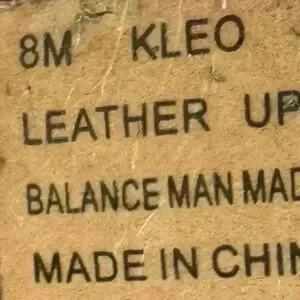 8M KLEO
LEATHER UP
BALANCE MAN MAD
MADE IN CHIN